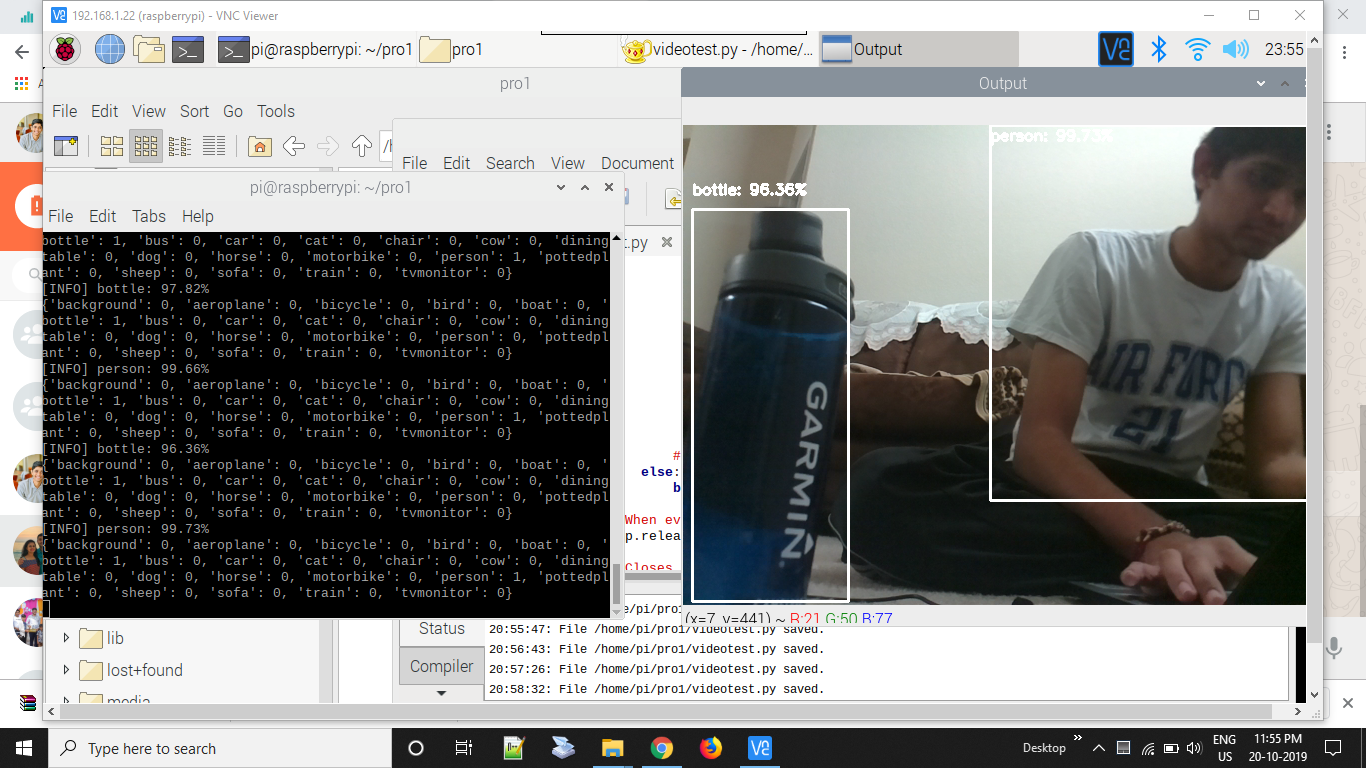 192.168.1.22 (raspberrypi) - VNC Viewer
pi@raspberrypi: ~/pro1
pro1
videotest.py - /home/...
Output
23:55
pro1
File Edit View Sort Go Tools
File Edit Search View Document
pi@raspberrypi: ~/pro1
File Edit Tabs Help
bottle': 1, 'bus': 0, 'car': 0, 'cat': 0, 'chair': 0, 'cow': 0, 'dining
table': 0, 'dog': 0, 'horse': 0, 'motorbike': 0, 'person': 1, 'pottedpl
ant': 0, 'sheep': 0, 'sofa': 0, 'train': 0, 'tvmonitor': 0}
[INFO] bottle: 97.82%
{'background': 0, 'aeroplane': 0, 'bicycle': 0, 'bird': 0, 'boat': 0, '
bottle': 1, 'bus': 0, 'car': 0, 'cat': 0, 'chair': 0, 'cow': 0, 'dining
table': 0, 'dog': 0, 'horse': 0, 'motorbike': 0, 'person': 1, 'pottedpl
ant': 0, 'sheep': 0, 'sofa': 0, 'train': 0, 'tvmonitor': 0}
[INFO] person: 99.66%
{'background': 0, 'aeroplane': 0, 'bicycle': 0, 'bird': 0, 'boat': 0, '
bottle': 1, 'bus': 0, 'car': 0, 'cat': 0, 'chair': 0, 'cow': 0, 'dining
table': 0, 'dog': 0, 'horse': 0, 'motorbike': 0, 'person': 1, 'pottedpl
ant': 0, 'sheep': 0, 'sofa': 0, 'train': 0, 'tvmonitor': 0}
[INFO] bottle: 96.36%
{'background': 0, 'aeroplane': 0, 'bicycle': 0, 'bird': 0, 'boat': 0, '
bottle': 1, 'bus': 0, 'car': 0, 'cat': 0, 'chair': 0, 'cow': 0, 'dining
table': 0, 'dog': 0, 'horse': 0, 'motorbike': 0, 'person': 1, 'pottedpl
ant': 0, 'sheep': 0, 'sofa': 0, 'train': 0, 'tvmonitor': 0}
[INFO] person: 99.73%
{'background': 0, 'aeroplane': 0, 'bicycle': 0, 'bird': 0, 'boat': 0, '
bottle': 1, 'bus': 0, 'car': 0, 'cat': 0, 'chair': 0, 'cow': 0, 'dining
table': 0, 'dog': 0, 'horse': 0, 'motorbike': 0, 'person': 1, 'pottedpl
ant': 0, 'sheep': 0, 'sofa': 0, 'train': 0, 'tvmonitor': 0}
t.py
#
else:
b
When ev
p.relea
Closes
Output
person: 99.73%
bottle: 96.36%
GARMIN
AIR FORC
21
(x=7, y=441) ~ R:21 G:50 B:77
lib
lost+found
media
Status
Compiler
/home/pi/pro1
20:55:47: File /home/pi/pro1/videotest.py saved.
20:56:43: File /home/pi/pro1/videotest.py saved.
20:57:26: File /home/pi/pro1/videotest.py saved.
20:58:32: File /home/pi/pro1/videotest.py saved.
Type here to search
Desktop
ENG
US
11:55 PM
20-10-2019